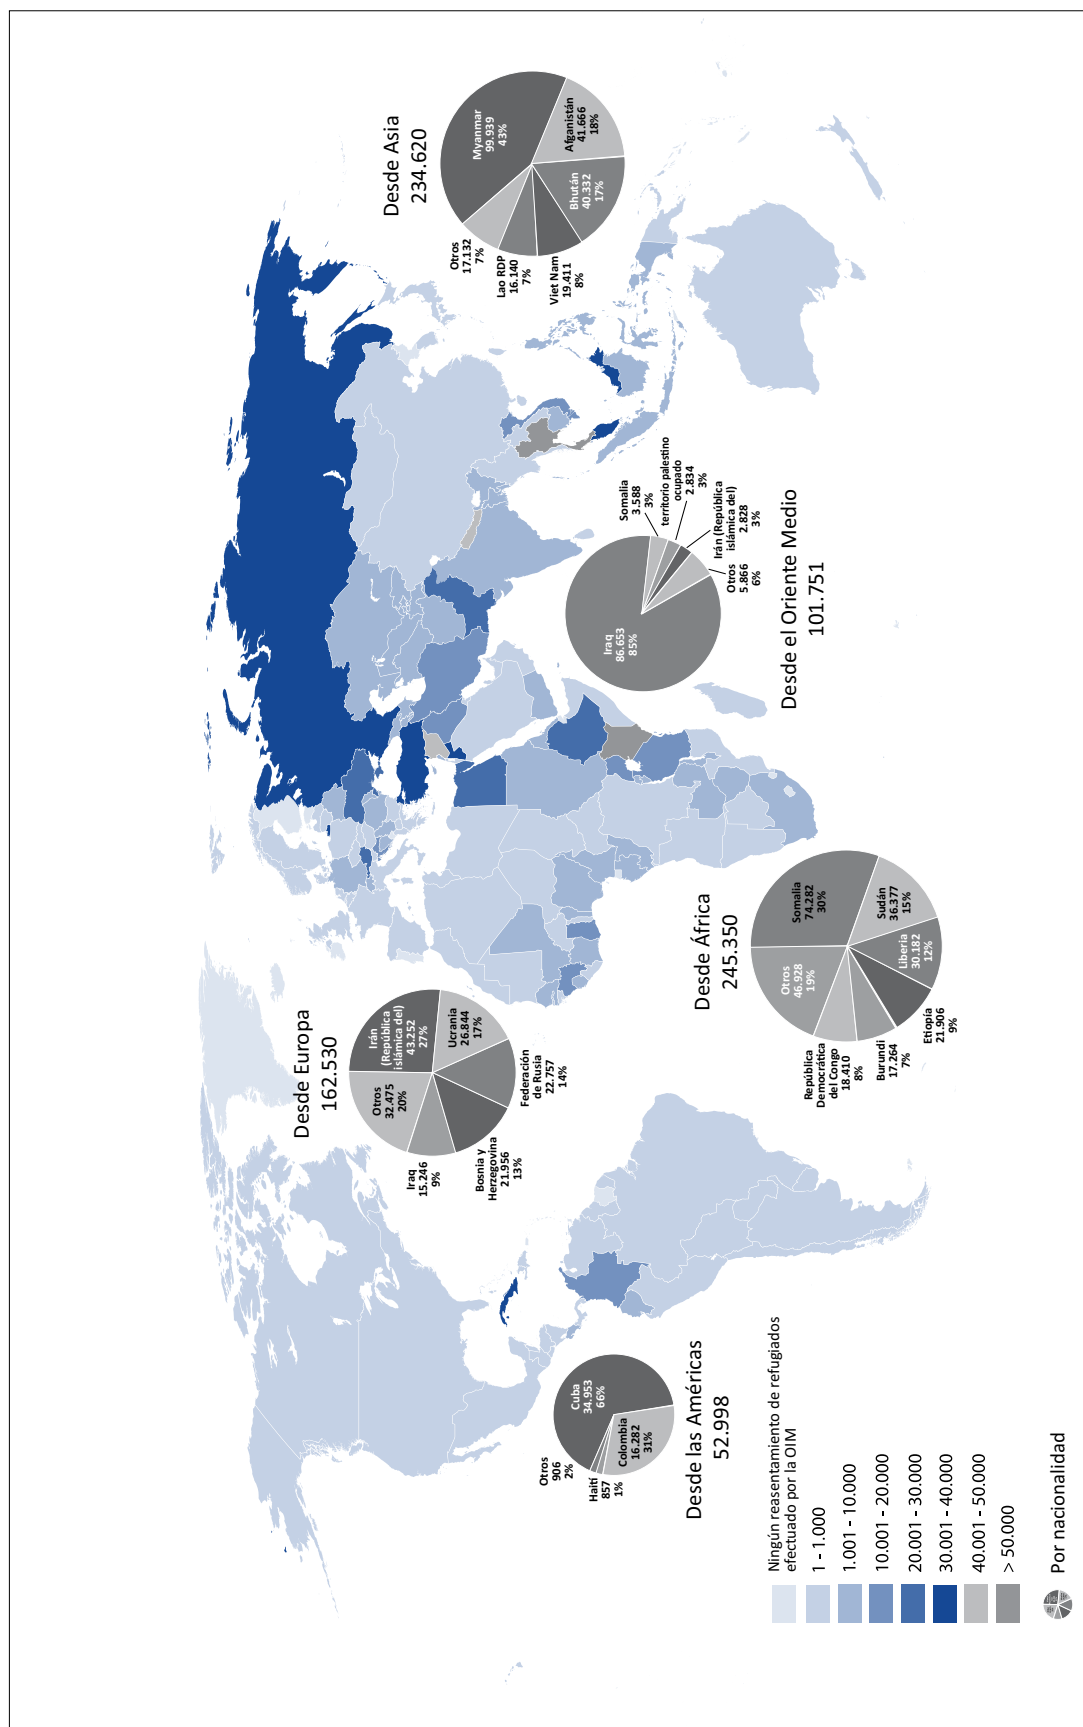 Desde Asia
234.620
Myanmar
99.939
43%
Afganistán
41.666
18%
Bhután
40.332
17%
Viet Nam
19.411
8%
Lao RDP
16.140
7%
Otros
17.132
7%
Desde el Oriente Medio
101.751
Somalia
3.588
3%
territorio palestino
ocupado
2.834
3%
Irán (República
islámica del)
2.828
3%
Otros
5.866
6%
Iraq
86.653
85%
Desde Europa
162.530
Irán
(República
islámica del)
43.252
27%
Ucrania
26.844
17%
Federación
de Rusia
22.757
14%
Bosnia y
Herzegovina
21.956
13%
Iraq
15.246
9%
Otros
32.475
20%
Desde África
245.350
Somalia
74.282
30%
Sudán
36.377
15%
Liberia
30.182
12%
Etiopía
21.906
9%
Burundi
17.264
7%
República
Democrática
del Congo
18.410
8%
Otros
46.928
19%
Desde las Américas
52.998
Cuba
34.953
66%
Colombia
16.282
31%
Haití
857
1%
Otros
906
2%
Ningún reasentamiento de refugiados
efectuado por la OIM
1 - 1.000
1.001 - 10.000
10.001 - 20.000
20.001 - 30.000
30.001 - 40.000
40.001 - 50.000
> 50.000
Por nacionalidad